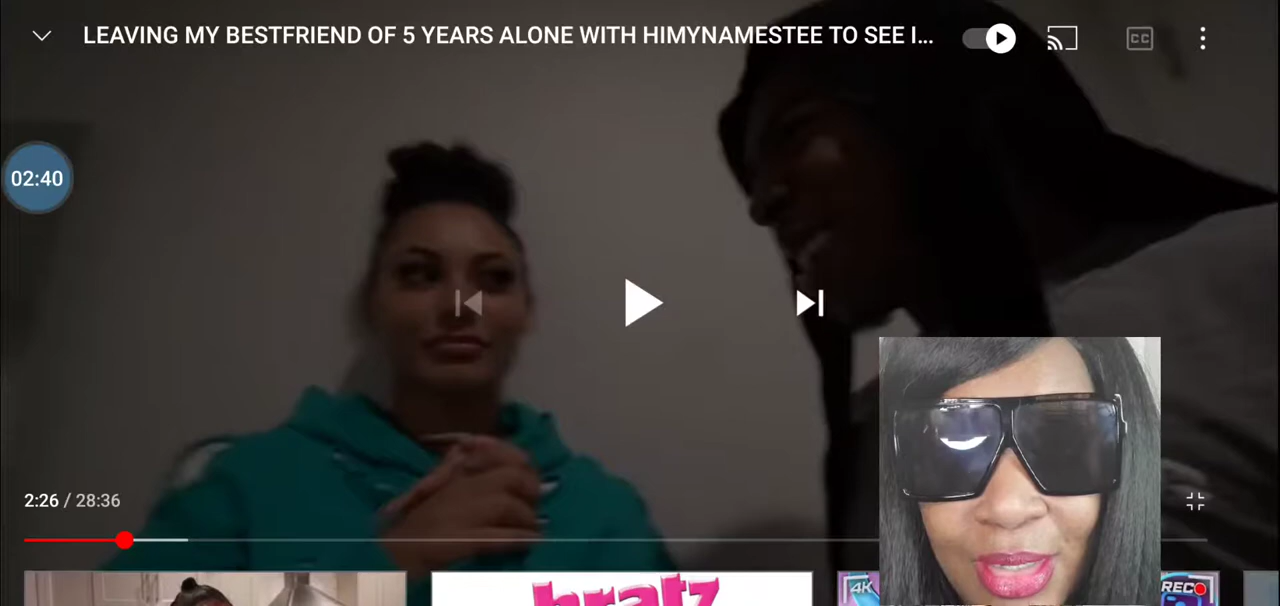 LEAVING MY BESTFRIEND OF 5 YEARS ALONE WITH HIMYNAMESTEE TO SEE I...
CC
02:40
2:26 / 28:36
bratz
4K
REC